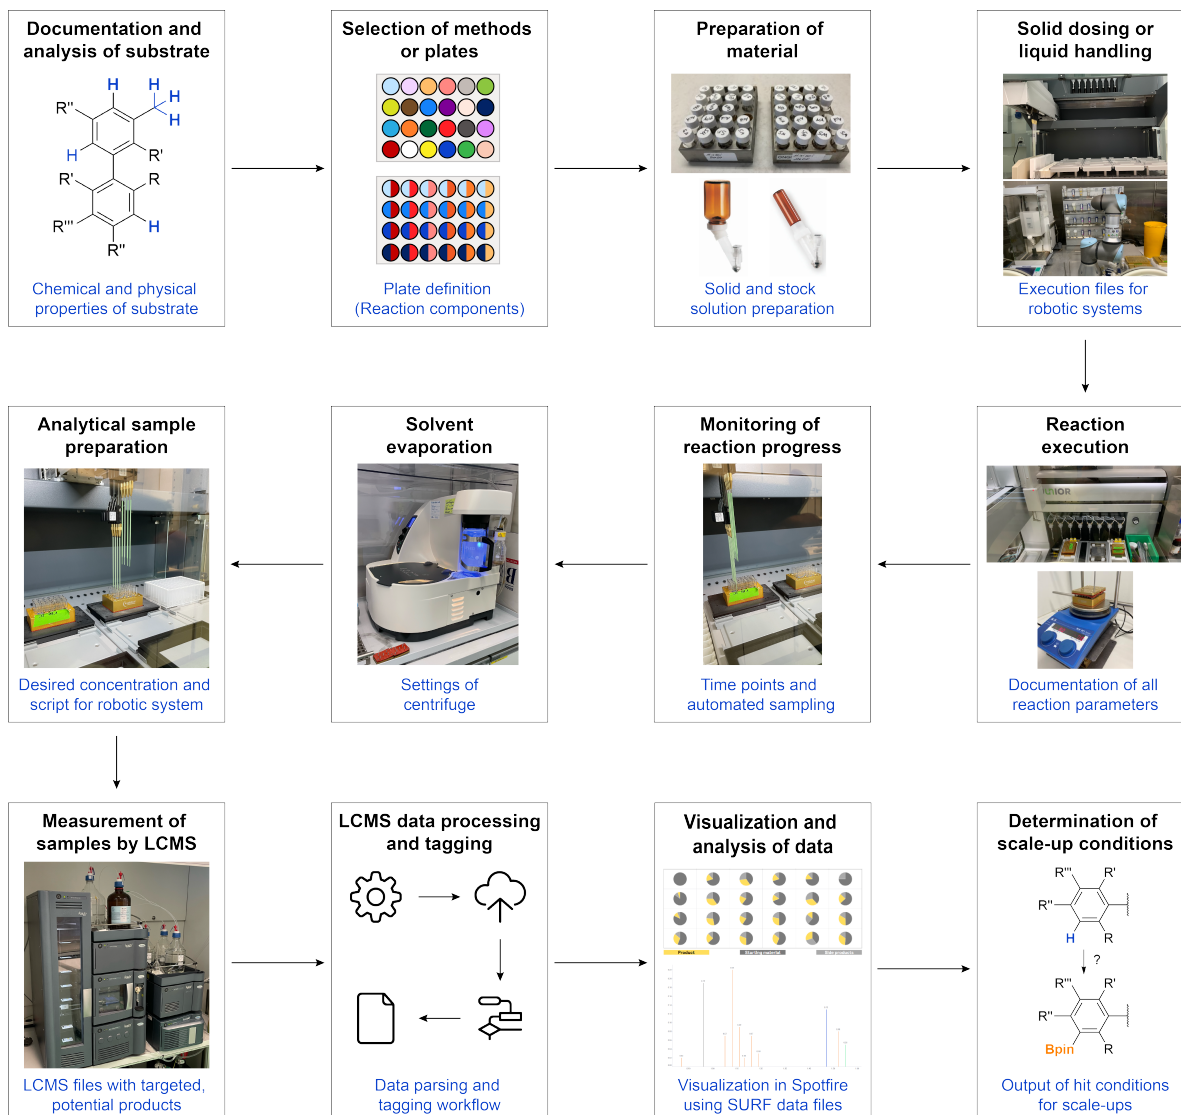 Documentation and
analysis of substrate
H
R''
H
H
H
H
R'
R'
R
R'''
H
R''
Chemical and physical
properties of substrate
Selection of methods
or plates
Plate definition
(Reaction components)
Preparation of
material
Solid and stock
solution preparation
Solid dosing or
liquid handling
Execution files for
robotic systems
Analytical sample
preparation
Desired concentration and
script for robotic system
Solvent
evaporation
Settings of
centrifuge
Monitoring of
reaction progress
Time points and
automated sampling
Reaction
execution
Documentation of all
reaction parameters
Measurement of
samples by LCMS
LCMS files with targeted,
potential products
LCMS data processing
and tagging
Data parsing and
tagging workflow
Visualization and
analysis of data
Product
Starting material
Side products
Visualization in Spotfire
using SURF data files
Determination of
scale-up conditions
R'''
R'
R''
H
R
?
R'''
R'
R''
Bpin
R
Output of hit conditions
for scale-ups